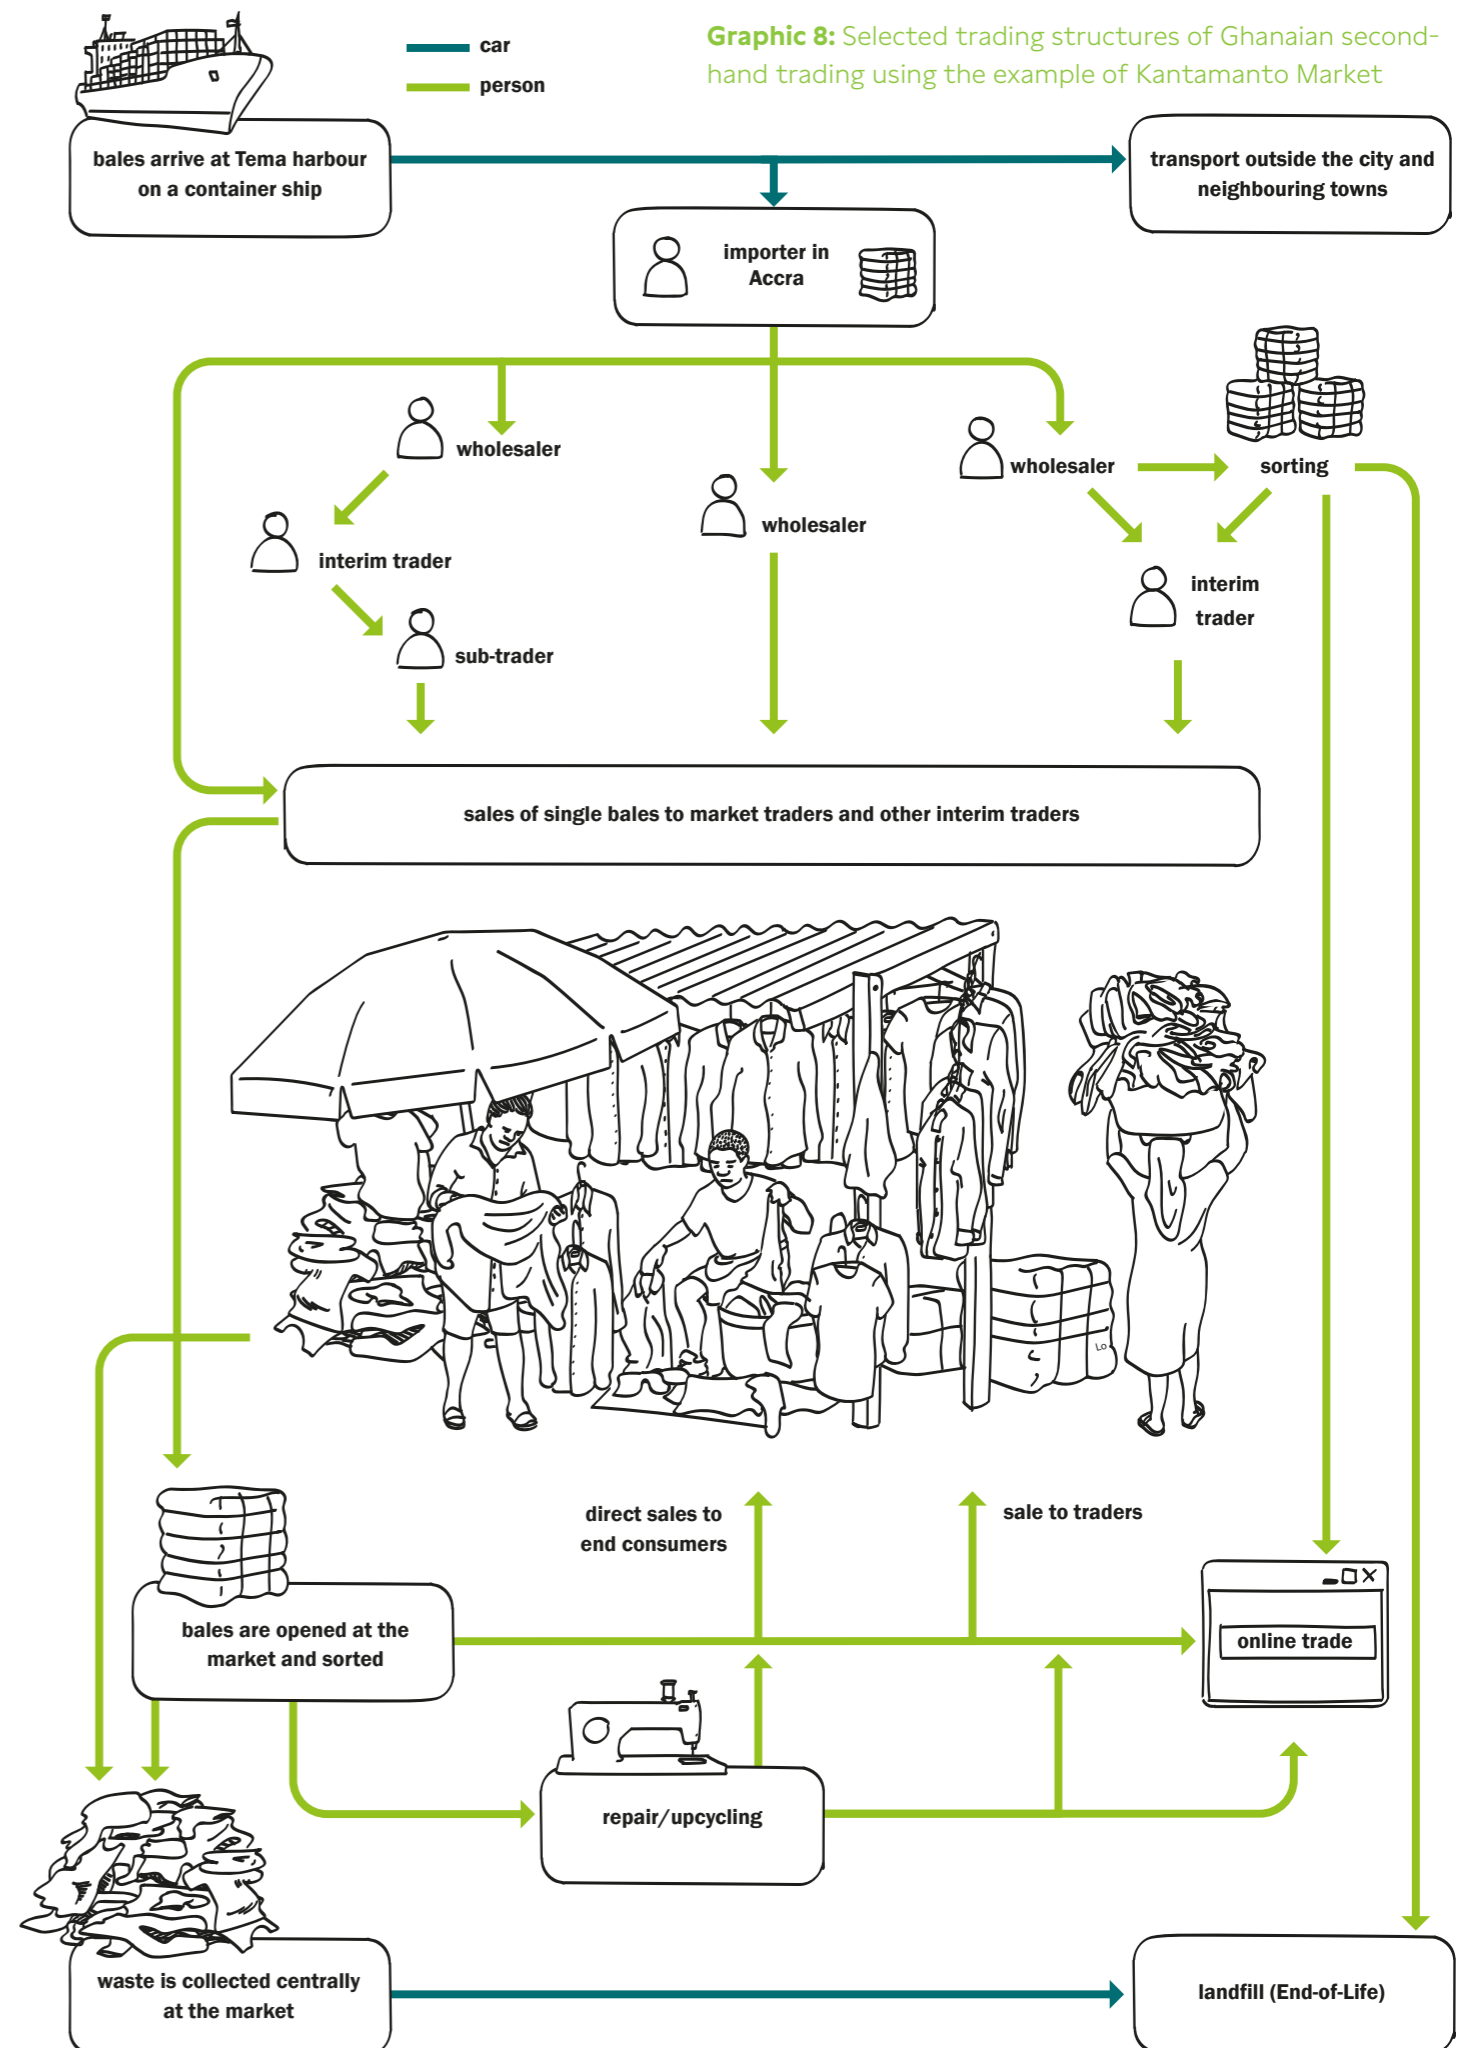 car
person
Graphic 8: Selected trading structures of Ghanaian second-
hand trading using the example of Kantamanto Market
bales arrive at Tema harbour
on a container ship
transport outside the city and
neighbouring towns
importer in
Accra
wholesaler
wholesaler
sorting
wholesaler
interim trader
interim
trader
sub-trader
sales of single bales to market traders and other interim traders
Lo
direct sales to
end consumers
sale to traders
bales are opened at the
market and sorted
online trade
repair/upcycling
waste is collected centrally
at the market
landfill (End-of-Life)